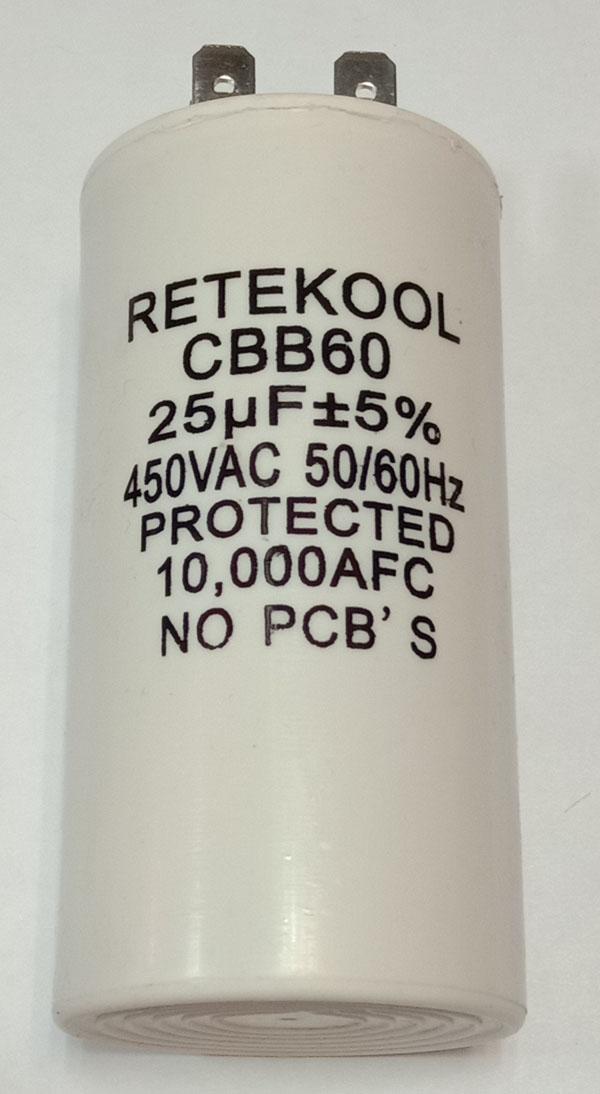 RETEKOOL
CBB60
25µF±5%
450VAC 50/60Hz
PROTECTED
10,000AFC
NO PCB'S